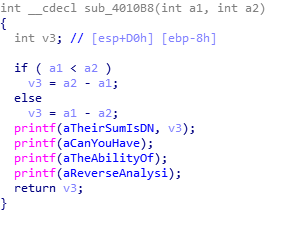 int __cdecl sub_4010B8(int a1, int a2)
{
int v3; // [esp+D0h] [ebp-8h]
if ( a1 < a2 )
v3 = a2 - a1;
else
v3 = a1 - a2;
printf(aTheirSumIsDN, v3);
printf(aCanYouHave);
printf(aTheAbilityOf);
printf(aReverseAnalysi);
return v3;
}